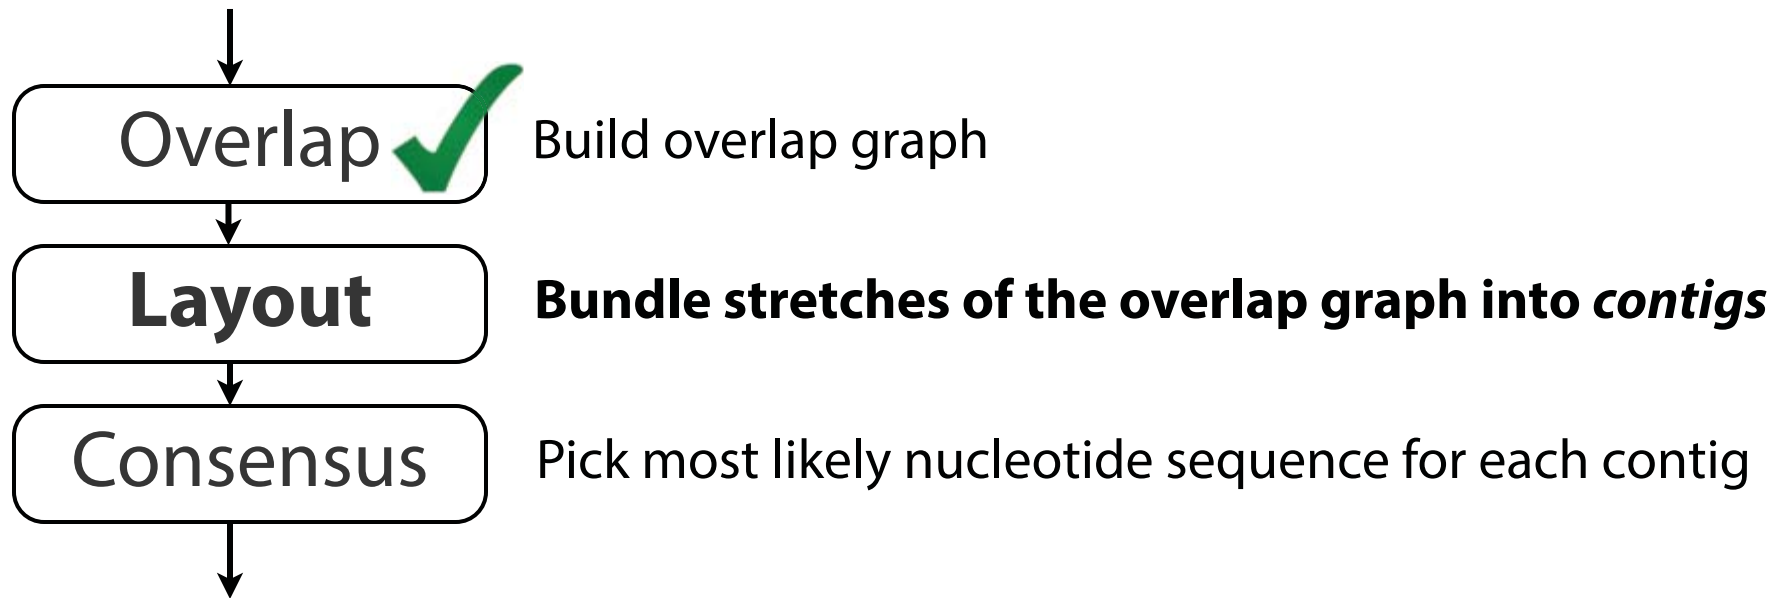 Overlap
Build overlap graph
Layout
Bundle stretches of the overlap graph into contigs
Consensus
Pick most likely nucleotide sequence for each contig